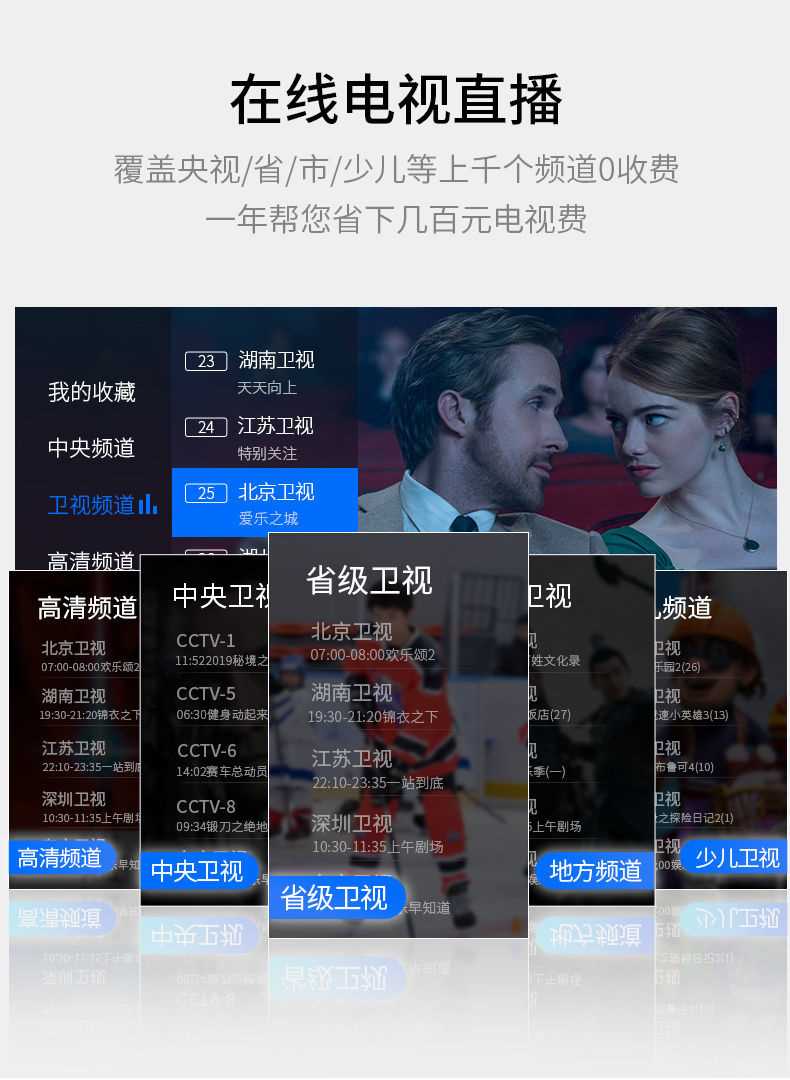 在线电视直播
覆盖央视/省/市/少儿等上千个频道0收费
一年帮您省下几百元电视费
我的收藏
中央频道
卫视频道
高清频道
23 湖南卫视
天天向上
24 江苏卫视
特别关注
25 北京卫视
爱乐之城
高清频道
北京卫视
07:00-08:00欢乐颂2
湖南卫视
19:30-21:20锦衣之下
江苏卫视
22:10-23:35一站到
深圳卫视
10:30-11:35上午剧
高清频道
中央卫视
CCTV-1
11:522019秘境之
CCTV-5
06:30健身动起来
CCTV-6
14:02赛车总动员
CCTV-8
09:34锻刀之绝地
中央卫视
省级卫视
北京卫视
07:00-08:00欢乐颂2
湖南卫视
19:30-21:20锦衣之下
江苏卫视
22:10-23:35一站到底
深圳卫视
10:30-11:35上午剧场
早知道
省级卫视
卫视
姓文化录
饭店(27)
季(一)
上午剧场
地方频道
频道
卫视
乐园2(26)
卫视
速小英雄3(13)
卫视
布鲁可4(10)
卫视
之探险日记2(1)
卫视
少儿卫视